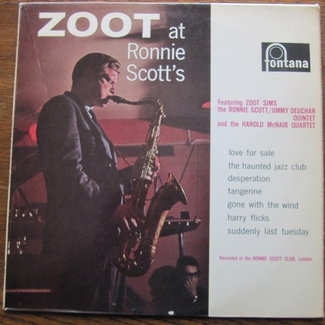 ZOOT at
Ronnie
Scott's
fontana
Featuring ZOOT SIMS
the RONNIE SCOTT/JIMMY DEUCHAR
QUINTET
and the HAROLD McNAIR QUARTET
love for sale
the haunted jazz club
desperation
tangerine
gone with the wind
harry flicks
suddenly last tuesday
Recorded at the RONNIE SCOTT CLUB, London.